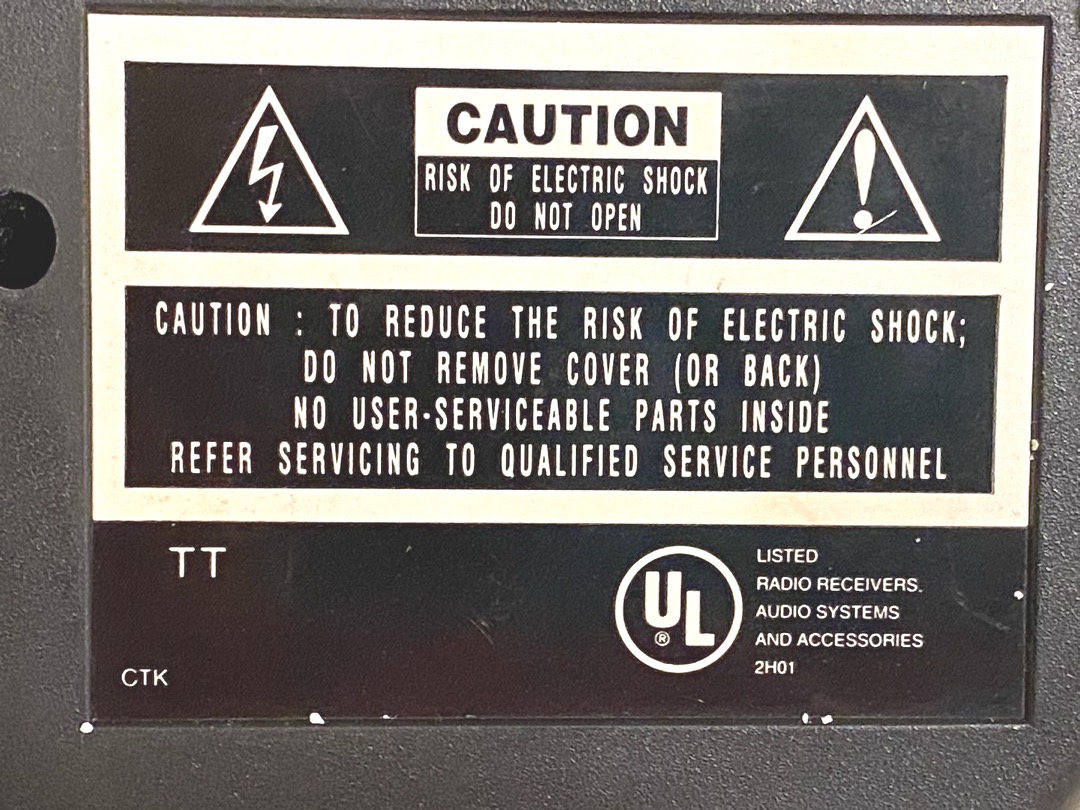 CAUTION
RISK OF ELECTRIC SHOCK
DO NOT OPEN
CAUTION : TO REDUCE THE RISK OF ELECTRIC SHOCK;
DO NOT REMOVE COVER (OR BACK)
NO USER-SERVICEABLE PARTS INSIDE
REFER SERVICING TO QUALIFIED SERVICE PERSONNEL
TT
CTK
UL®
LISTED
RADIO RECEIVERS.
AUDIO SYSTEMS
AND ACCESSORIES
2H01